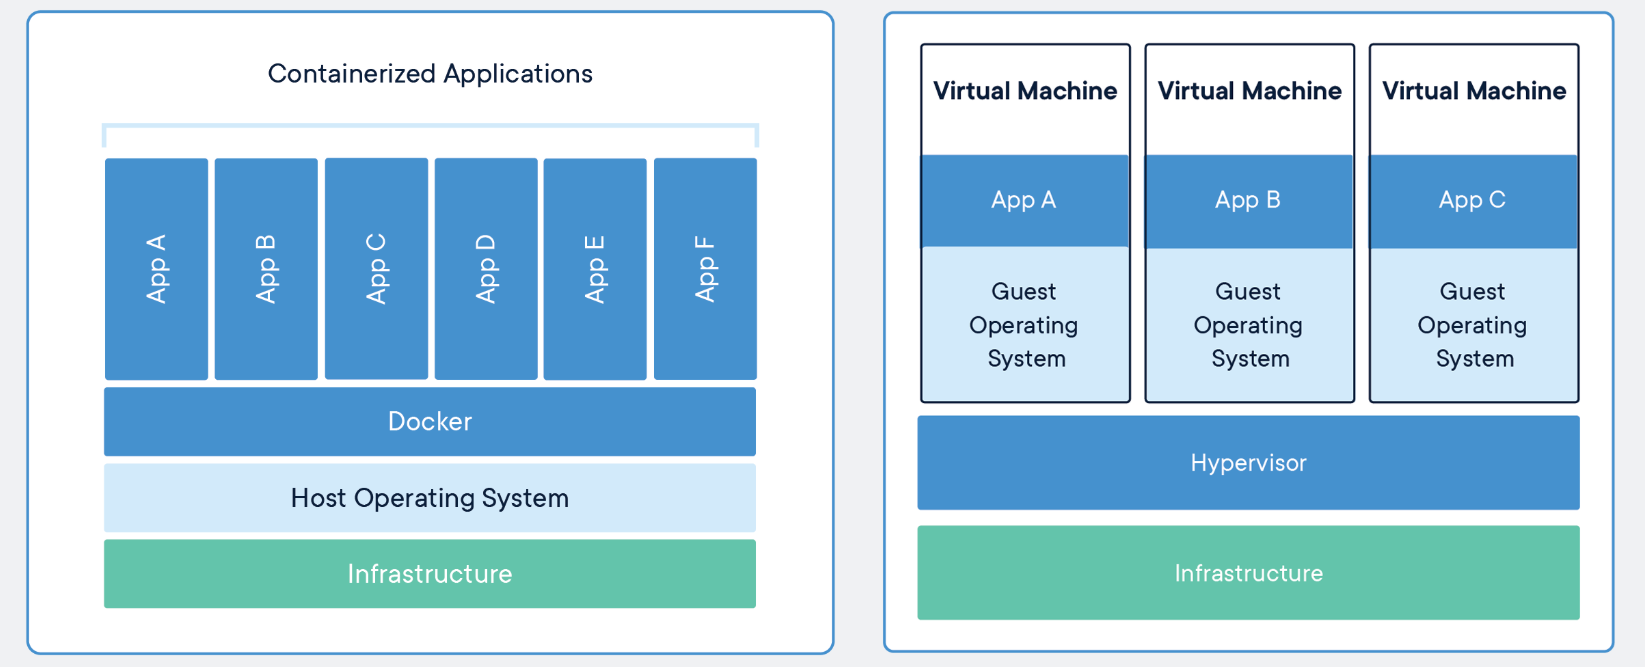 Containerized Applications
App A
App B
App C
App D
App E
App F
Docker
Host Operating System
Infrastructure
Virtual Machine
App A
Guest
Operating
System
Virtual Machine
App B
Guest
Operating
System
Virtual Machine
App C
Guest
Operating
System
Hypervisor
Infrastructure